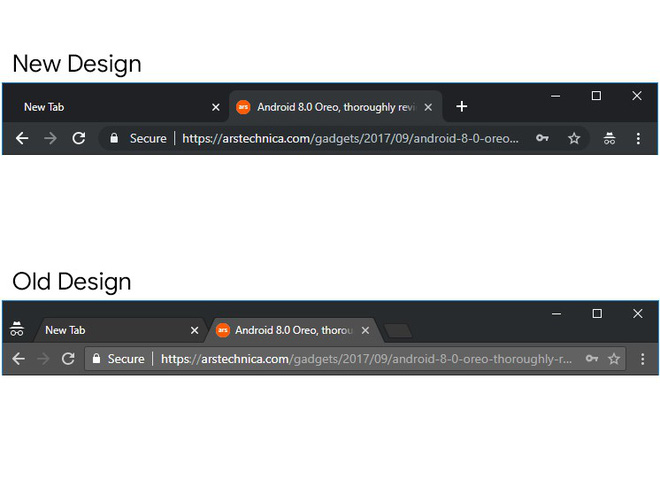 New Design
New Tab
ars Android 8.0 Oreo, thoroughly revi
Secure https://arstechnica.com/gadgets/2017/09/android-8-0-oreo...
Old Design
New Tab
ars Android 8.0 Oreo, thorou
Secure https://arstechnica.com/gadgets/2017/09/android-8-0-oreo-thoroughly-r...